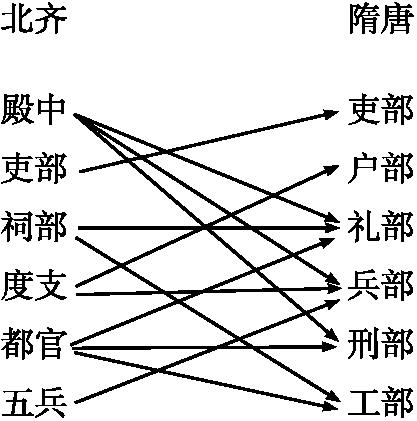 北齐 隋唐
殿中 吏部
吏部 户部
祠部 礼部
度支 兵部
都官 刑部
五兵 工部